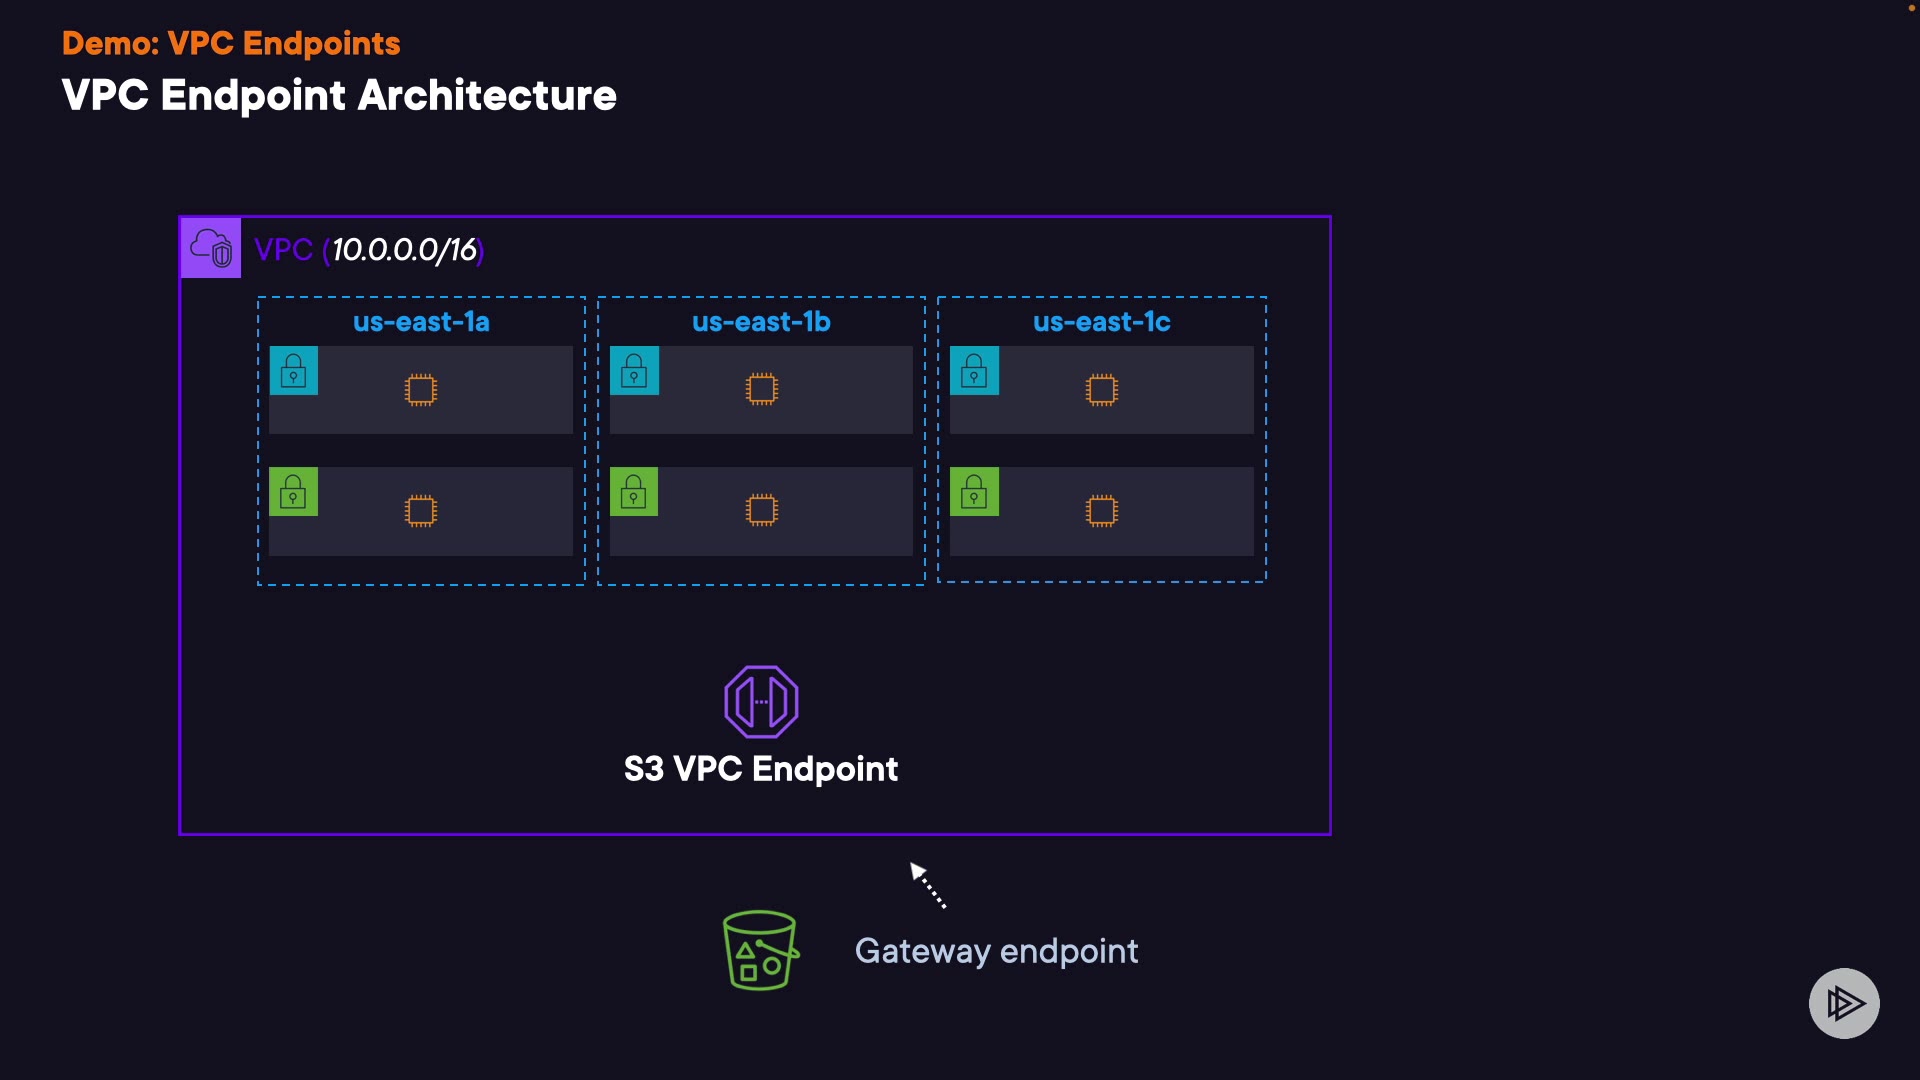 Demo: VPC Endpoints
VPC Endpoint Architecture
VPC (10.0.0.0/16)
us-east-1a
us-east-1b
us-east-1c
S3 VPC Endpoint
Gateway endpoint